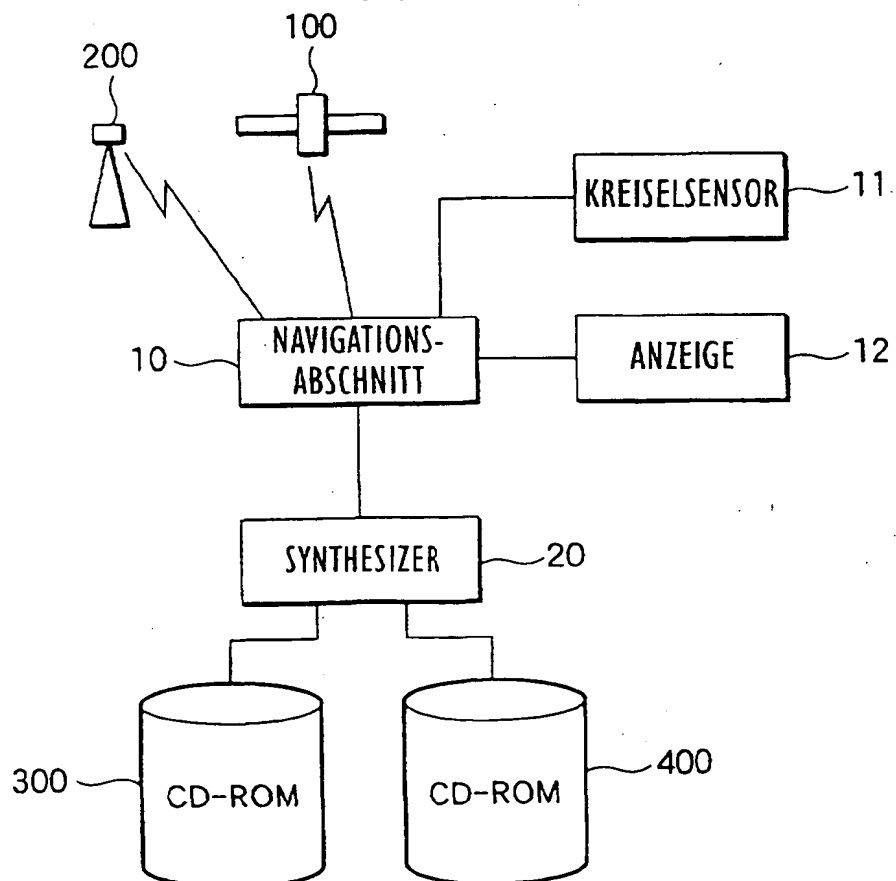 100
200
KREISELSENSOR
11
NAVIGATIONS-
ABSCHNITT
10
ANZEIGE
12
SYNTHESIZER
20
300
CD-ROM
CD-ROM
400